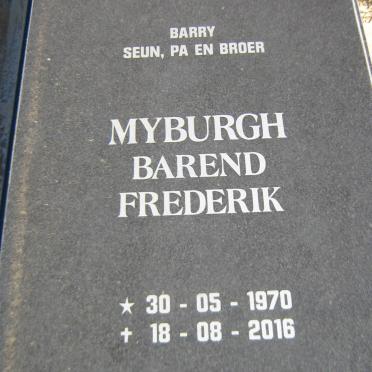 BARRY
SEUN, PA EN BROER
MYBURGH
BAREND
FREDERIK
★ 30 - 05 - 1970
✝ 18 - 08 - 2016